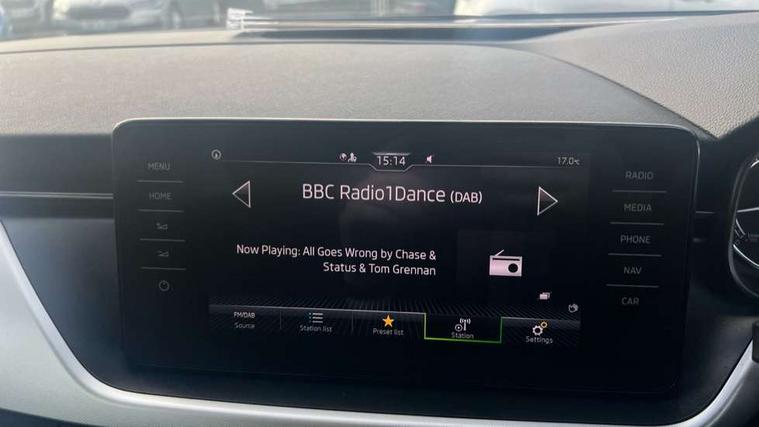 MENU
HOME
15:14
17.0°C
BBC Radio1Dance (DAB)
Now Playing: All Goes Wrong by Chase &
Status & Tom Grennan
FM/DAB
Source
Station list
Preset list
Station
Settings
RADIO
MEDIA
PHONE
NAV
CAR